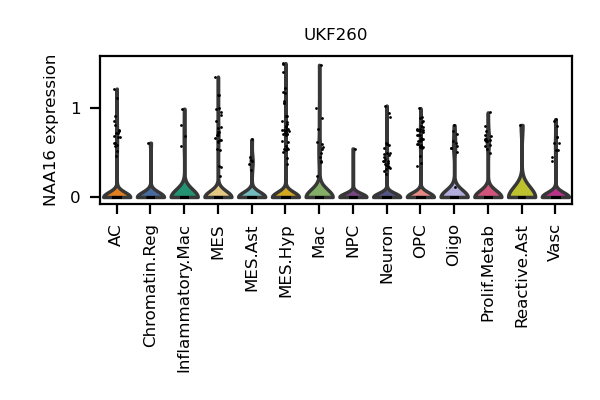 UKF260
NAA16 expression
1
0
AC
Chromatin.Reg
Inflammatory.Mac
MES
MES.Ast
MES.Hyp
Mac
NPC
Neuron
OPC
Oligo
Prolif.Metab
Reactive.Ast
Vasc